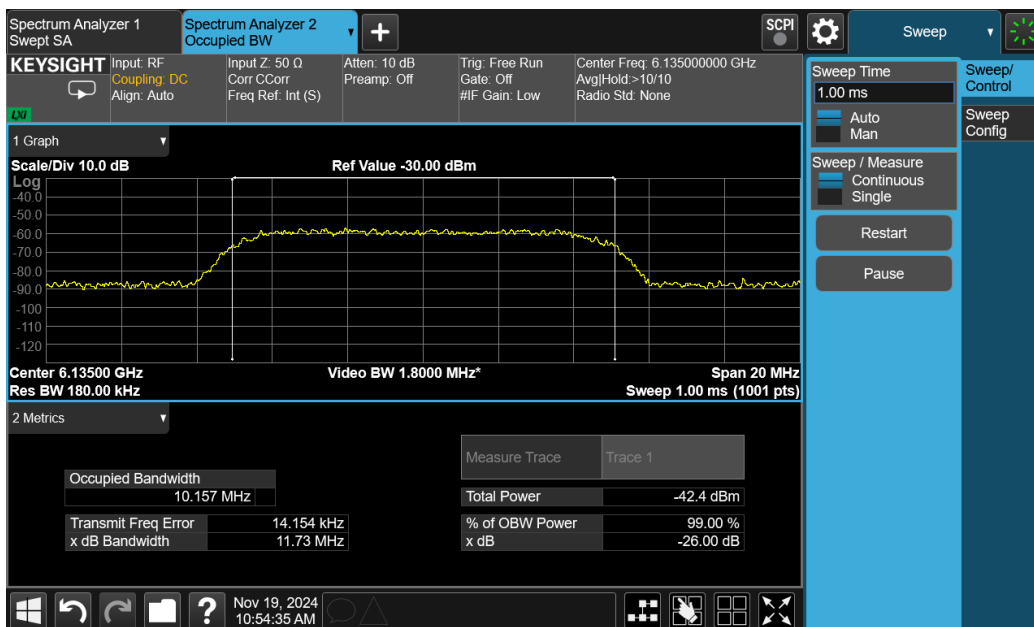 Spectrum Analyzer 1
Swept SA
Spectrum Analyzer 2
Occupied BW
SCPI
Sweep
KEYSIGHT
LXI
Input: RF
Coupling: DC
Align: Auto
Input Z: 50 Ω
Corr CCorr
Freq Ref: Int (S)
Atten: 10 dB
Preamp: Off
Trig: Free Run
Gate: Off
#IF Gain: Low
Center Freq: 6.135000000 GHz
Avg|Hold:>10/10
Radio Std: None
1 Graph
Scale/Div 10.0 dB
Ref Value -30.00 dBm
Log
-40.0
-50.0
-60.0
-70.0
-80.0
-90.0
-100
-110
-120
Center 6.13500 GHz
Video BW 1.8000 MHz*
Span 20 MHz
Res BW 180.00 kHz
Sweep 1.00 ms (1001 pts)
2 Metrics
Occupied Bandwidth
10.157 MHz
Transmit Freq Error 14.154 kHz
x dB Bandwidth 11.73 MHz
Measure Trace Trace 1
Total Power -42.4 dBm
% of OBW Power 99.00 %
x dB -26.00 dB
Sweep Time
1.00 ms
Auto
Man
Sweep / Measure
Continuous
Single
Restart
Pause
Sweep/
Control
Sweep
Config
?
Nov 19, 2024
10:54:35 AM